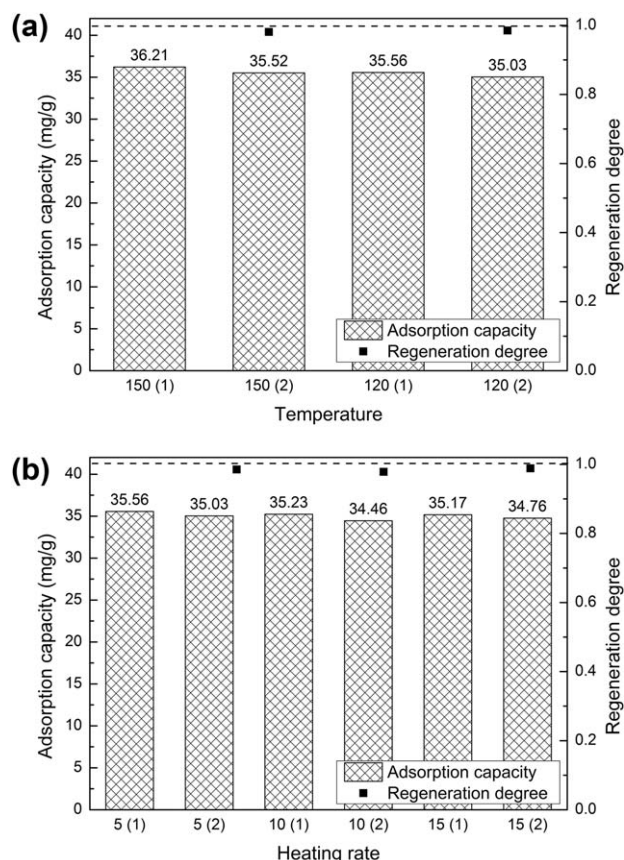 (a)
40
35
30
25
20
15
10
5
0
Adsorption capacity (mg/g)
36.21
35.52
35.56
35.03
1.0
0.8
0.6
0.4
0.2
0.0
Regeneration degree
Adsorption capacity
Regeneration degree
150 (1) 150 (2) 120 (1) 120 (2)
Temperature
(b)
40
35
30
25
20
15
10
5
0
Adsorption capacity (mg/g)
35.56
35.03
35.23
34.46
35.17
34.76
1.0
0.8
0.6
0.4
0.2
0.0
Regeneration degree
Adsorption capacity
Regeneration degree
5 (1) 5 (2) 10 (1) 10 (2) 15 (1) 15 (2)
Heating rate